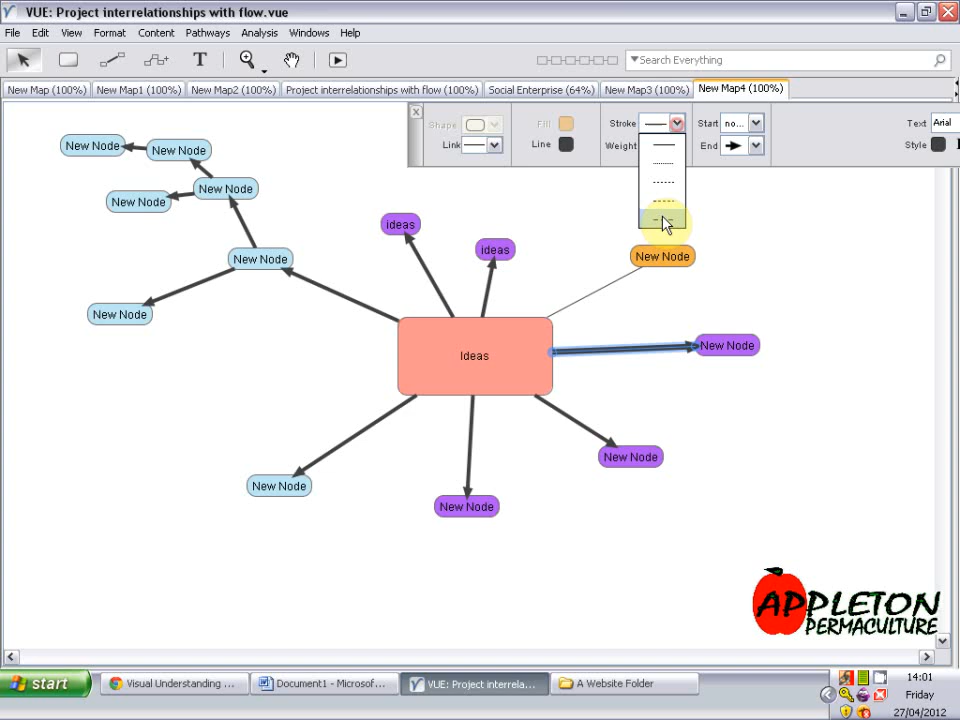 VUE: Project interrelationships with flow.vue
File Edit View Format Content Pathways Analysis Windows Help
T Search Everything
New Map (100%) New Map1 (100%) New Map2 (100%) Project interrelationships with flow (100%) Social Enterprise (64%) New Map3 (100%) New Map4 (100%)
Shape Fill Stroke Start no... Text Arial
Link Line Weight End Style
New Node
New Node
New Node
New Node
ideas
ideas
New Node
New Node
New Node
New Node
Ideas
New Node
New Node
New Node
APPLETON
PERMACULTURE
start Visual Understanding ... Document1 - Microsof... VUE: Project interrela... A Website Folder
14:01
Friday
27/04/2012